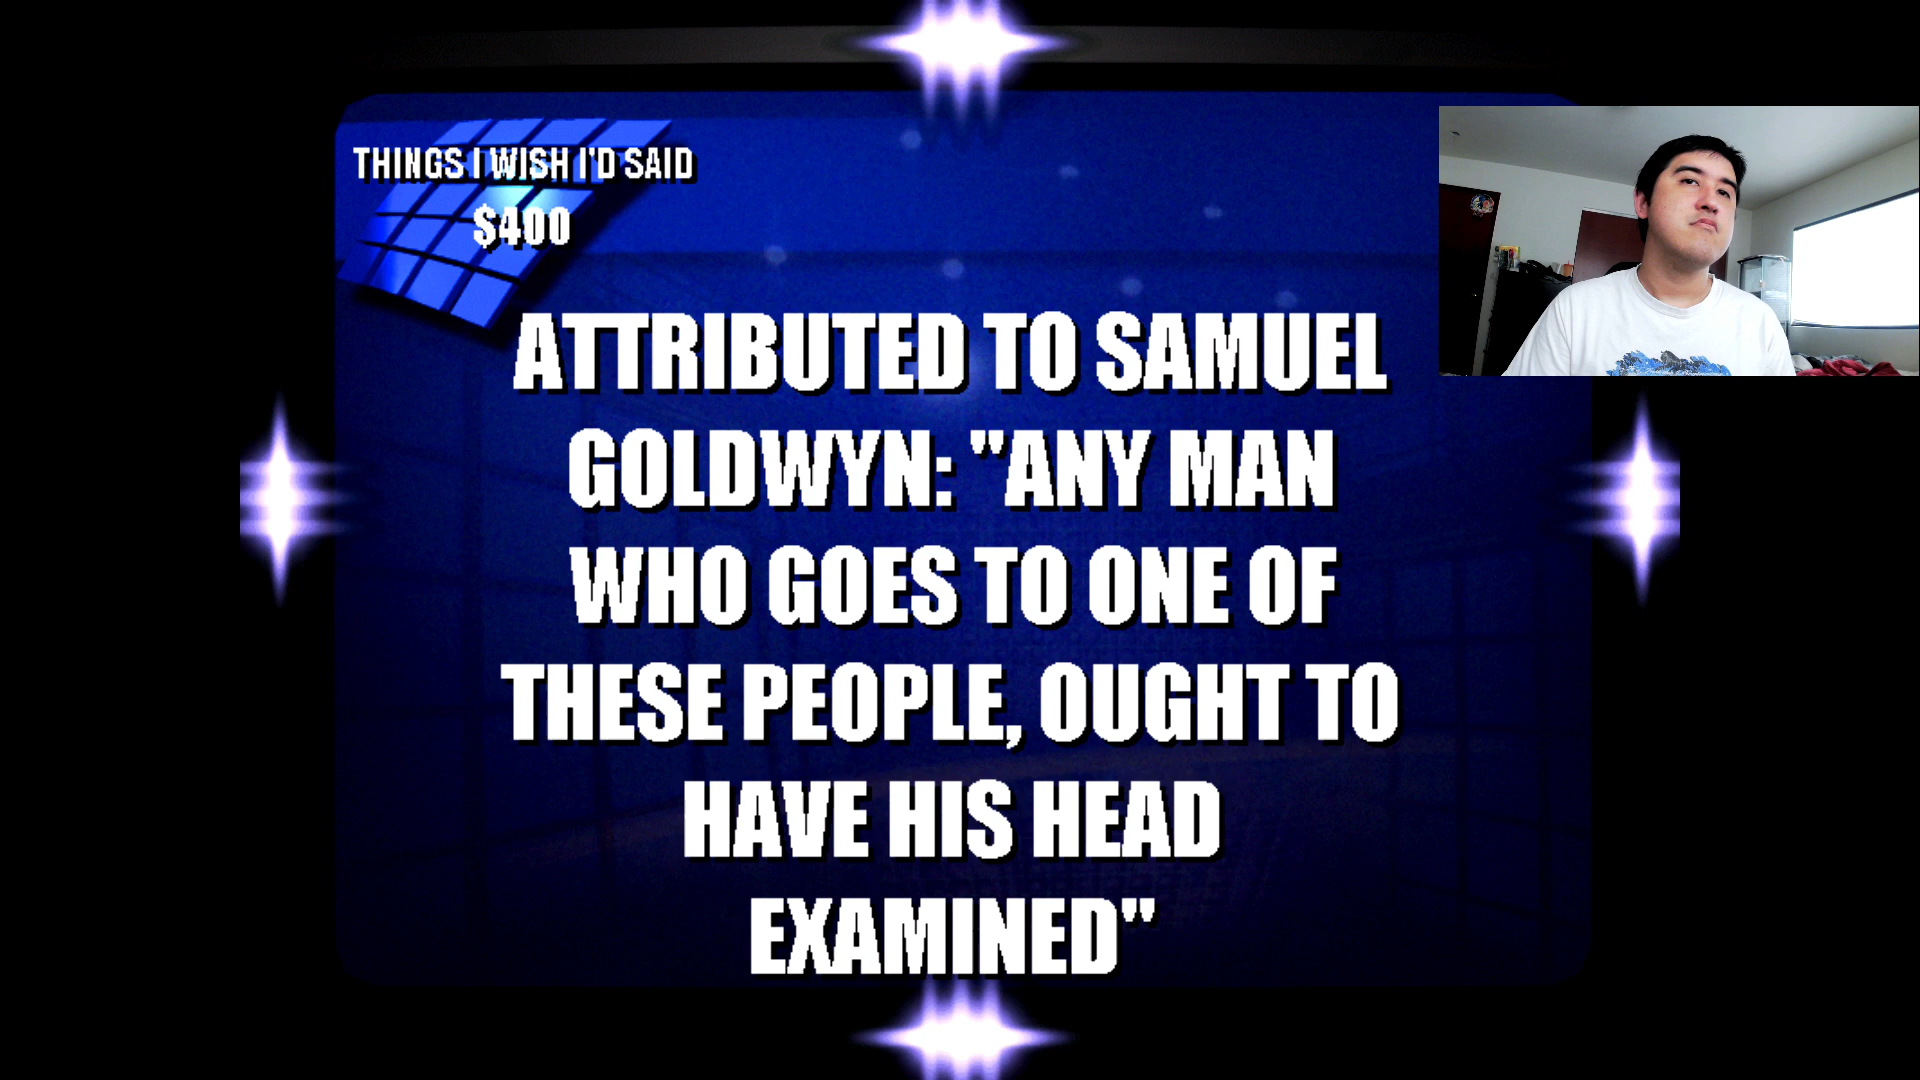 THINGS I WISH I'D SAID
$400
ATTRIBUTED TO SAMUEL
GOLDWYN: "ANY MAN
WHO GOES TO ONE OF
THESE PEOPLE, OUGHT TO
HAVE HIS HEAD
EXAMINED"